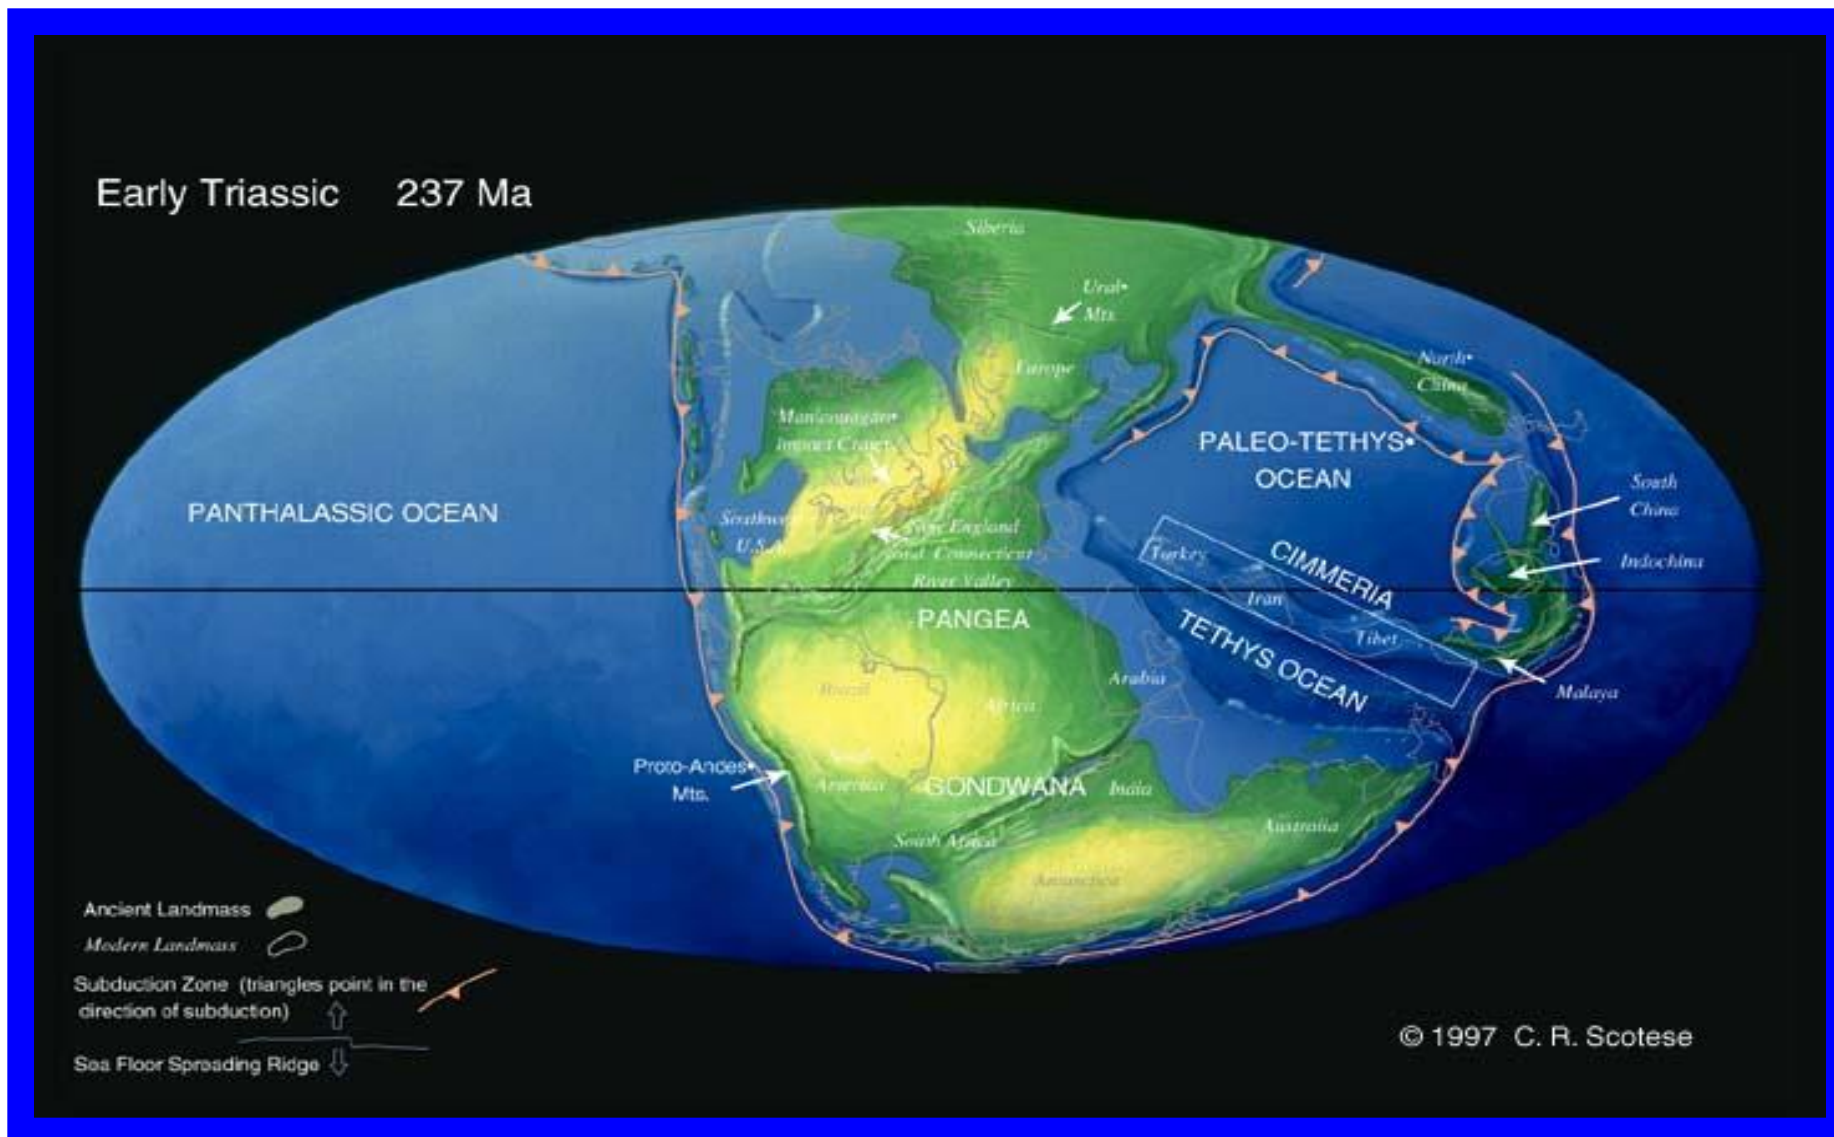 Early Triassic 237 Ma
Siberia
Ural•
Mts.
Europe
North•
China
Manicouagan•
Impact Crater
PALEO-TETHYS•
OCEAN
PANTHALASSIC OCEAN
South
China
U.S.A.
New England
and Connecticut
River Valley
Turkey
CIMMERIA
Indochina
Iran
PANGEA
TETHYS OCEAN
Tibet
Malaya
Arabia
Brazil
Africa
Proto-Andes•
Mts.
South
America
GONDWANA
India
South Africa
Australia
Antarctica
Ancient Landmass
Modern Landmass
Subduction Zone (triangles point in the
direction of subduction)
Sea Floor Spreading Ridge
© 1997 C. R. Scotese